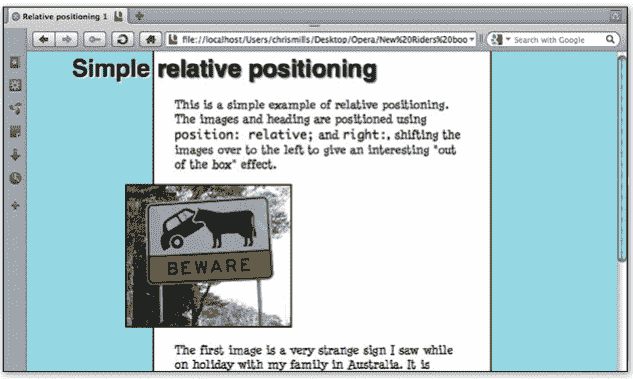 Relative positioning 1
file://localhost/Users/chrismills/Desktop/Opera/New%20Riders%20boo
Search with Google
Simple relative positioning
This is a simple example of relative positioning.
The images and heading are positioned using
position: relative; and right:, shifting the
images over to the left to give an interesting "out
of the box" effect.
BEWARE
The first image is a very strange sign I saw while
on holiday with my family in Australia. It is